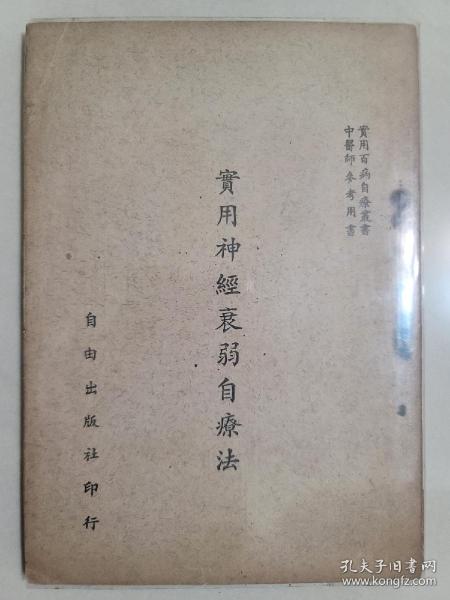 實用百病自療叢書
中醫師參考用書
實用神經衰弱自療法
自由出版社印行
孔夫子旧书网
www.kongfz.com